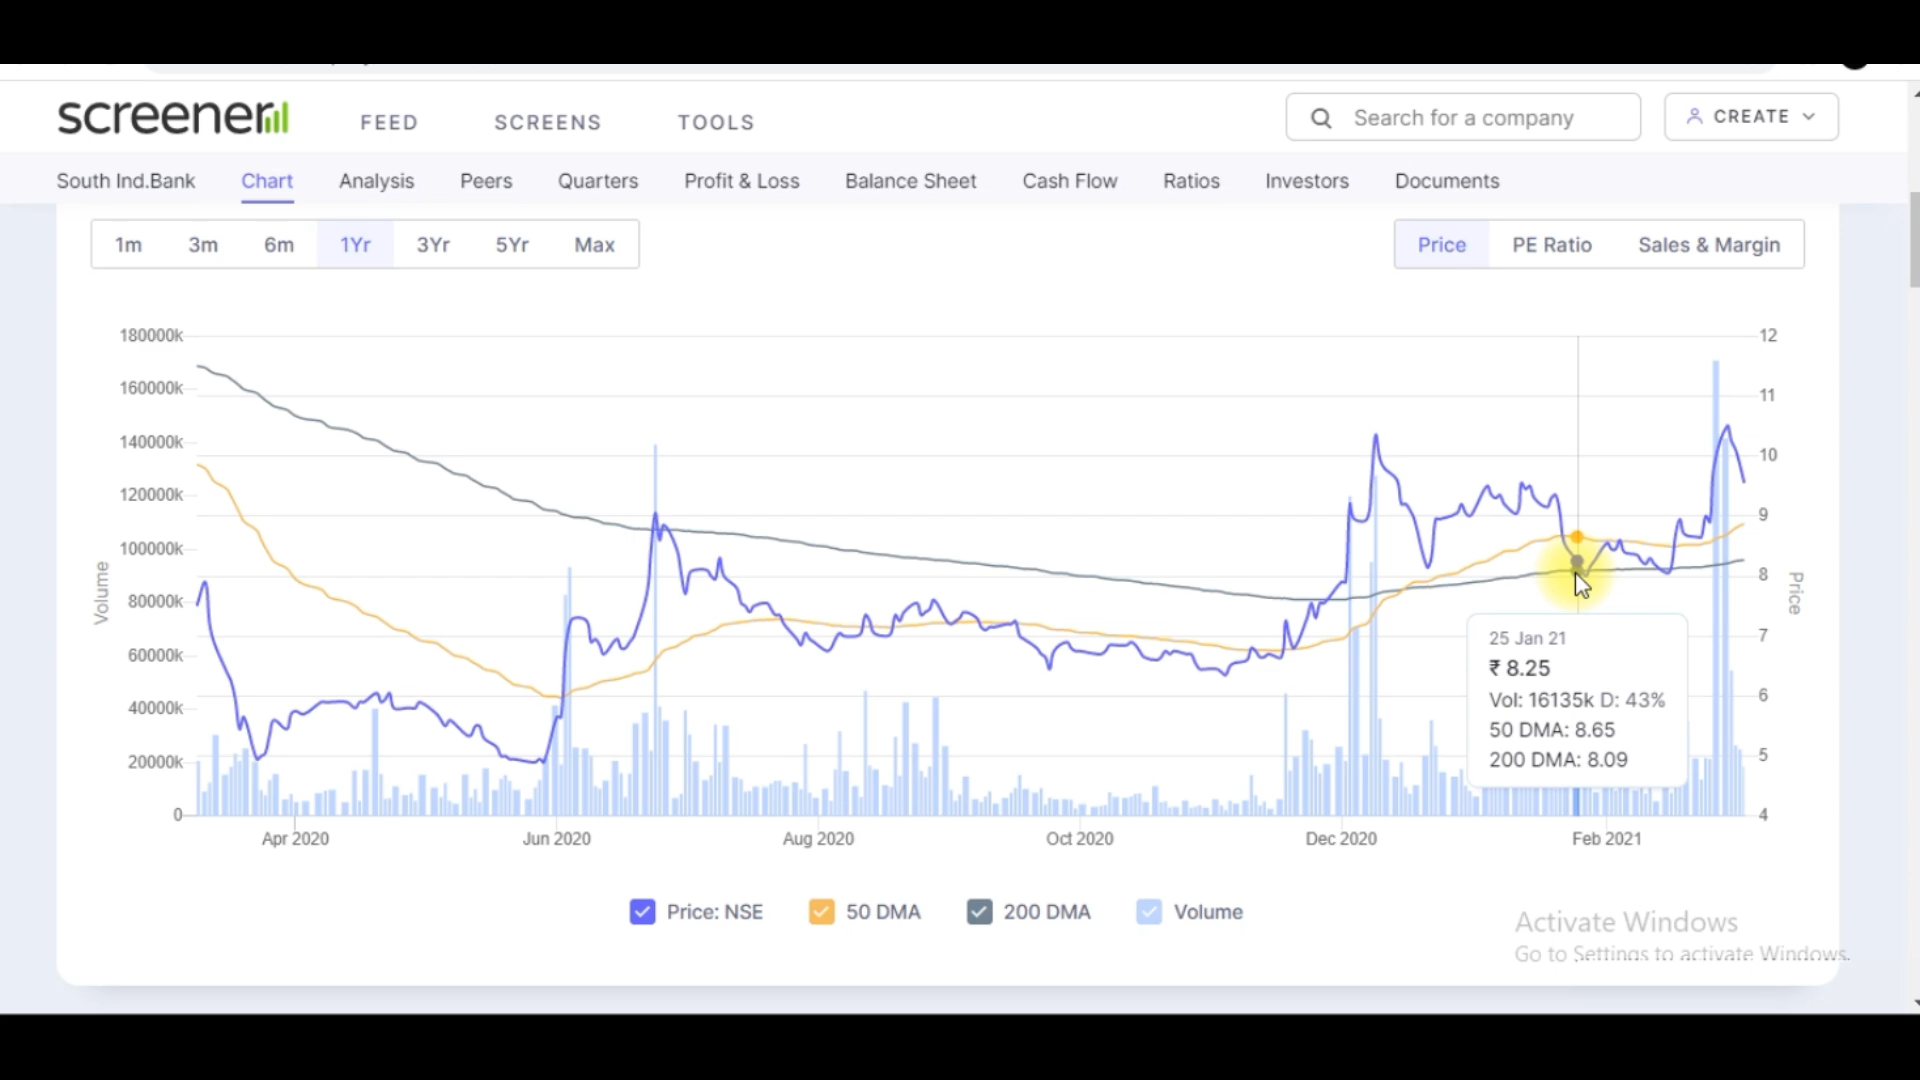 screener
FEED
SCREENS
TOOLS
Search for a company
CREATE
South Ind.Bank
Chart
Analysis
Peers
Quarters
Profit & Loss
Balance Sheet
Cash Flow
Ratios
Investors
Documents
1m
3m
6m
1Yr
3Yr
5Yr
Max
Price
PE Ratio
Sales & Margin
180000k
160000k
140000k
120000k
100000k
80000k
60000k
40000k
20000k
0
Volume
12
11
10
9
8
7
6
5
4
Price
25 Jan 21
₹ 8.25
Vol: 16135k D: 43%
50 DMA: 8.65
200 DMA: 8.09
Apr 2020
Jun 2020
Aug 2020
Oct 2020
Dec 2020
Feb 2021
Price: NSE
50 DMA
200 DMA
Volume
Activate Windows
Go to Settings to activate Windows.